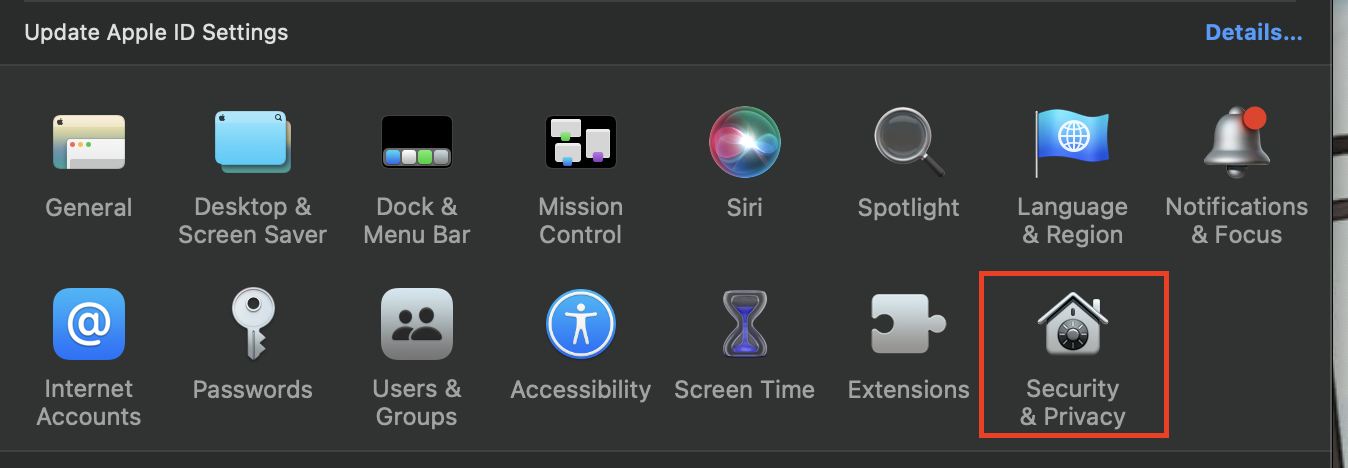 Update Apple ID Settings
Details...
General
Desktop &
Screen Saver
Dock &
Menu Bar
Mission
Control
Siri
Spotlight
Language
& Region
Notifications
& Focus
Internet
Accounts
Passwords
Users &
Groups
Accessibility
Screen Time
Extensions
Security
& Privacy